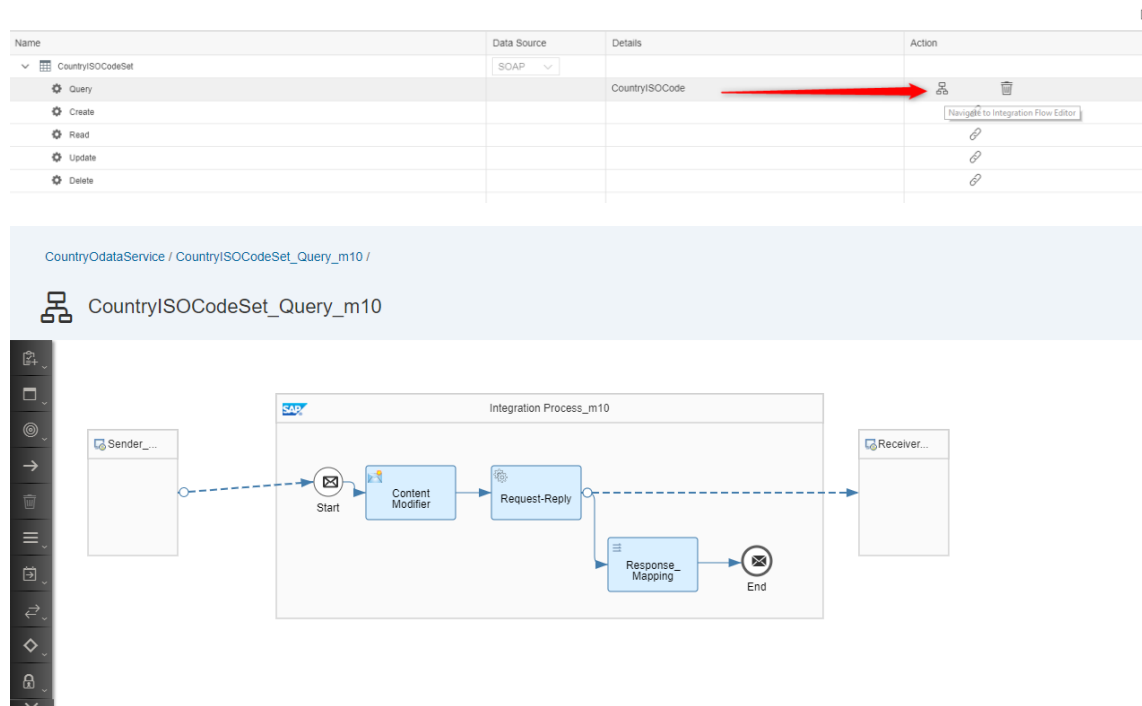 Name Data Source Details Action
CountryISOCodeSet SOAP
Query CountryISOCode
Create Navigate to Integration Flow Editor
Read
Update
Delete
CountryOdataService / CountryISOCodeSet_Query_m10 /
CountryISOCodeSet_Query_m10
SAP Integration Process_m10
Sender_...
Receiver...
Start
Content
Modifier
Request-Reply
Response_
Mapping
End